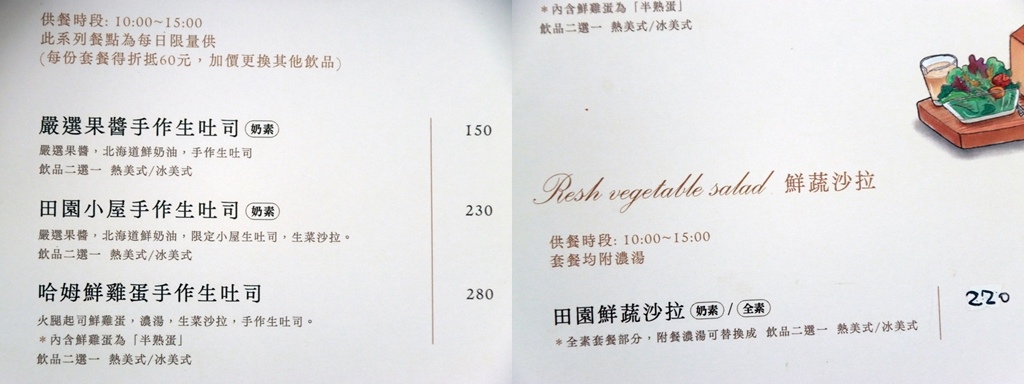 供餐時段: 10:00~15:00
此系列餐點為每日限量供
(每份套餐得折抵60元，加價更換其他飲品)
嚴選果醬手作生吐司 奶素 150
嚴選果醬，北海道鮮奶油，手作生吐司
飲品二選一 熱美式/冰美式
田園小屋手作生吐司 奶素 230
嚴選果醬，北海道鮮奶油，限定小屋生吐司，生菜沙拉。
飲品二選一 熱美式/冰美式
哈姆鮮雞蛋手作生吐司 280
火腿起司鮮雞蛋，濃湯，生菜沙拉，手作生吐司。
*內含鮮雞蛋為「半熟蛋」
飲品二選一 熱美式/冰美式
*內含鮮雞蛋為「半熟蛋」
飲品二選一 熱美式/冰美式
Resh vegetable salad 鮮蔬沙拉
供餐時段: 10:00~15:00
套餐均附濃湯
田園鮮蔬沙拉 奶素 / 全素 220
*全素套餐部分，附餐濃湯可替換成 飲品二選一 熱美式/冰美式